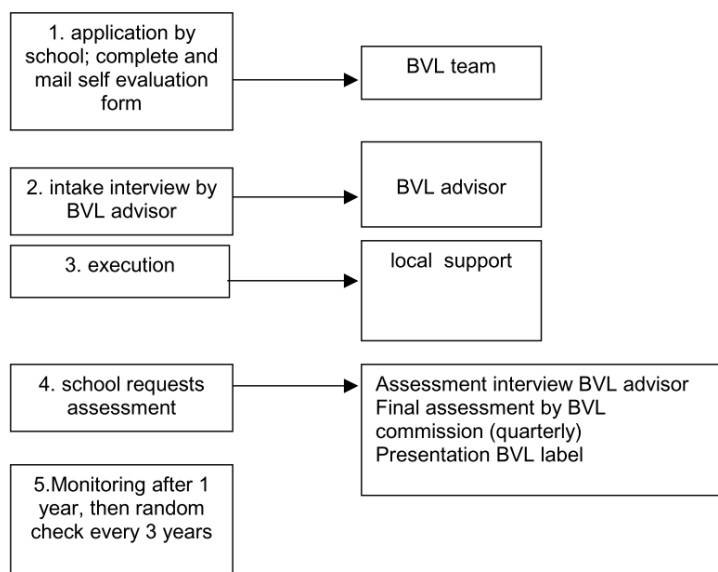 1. application by
school; complete and
mail self evaluation
form
BVL team
2. intake interview by
BVL advisor
BVL advisor
3. execution
local support
4. school requests
assessment
Assessment interview BVL advisor
Final assessment by BVL
commission (quarterly)
Presentation BVL label
5.Monitoring after 1
year, then random
check every 3 years